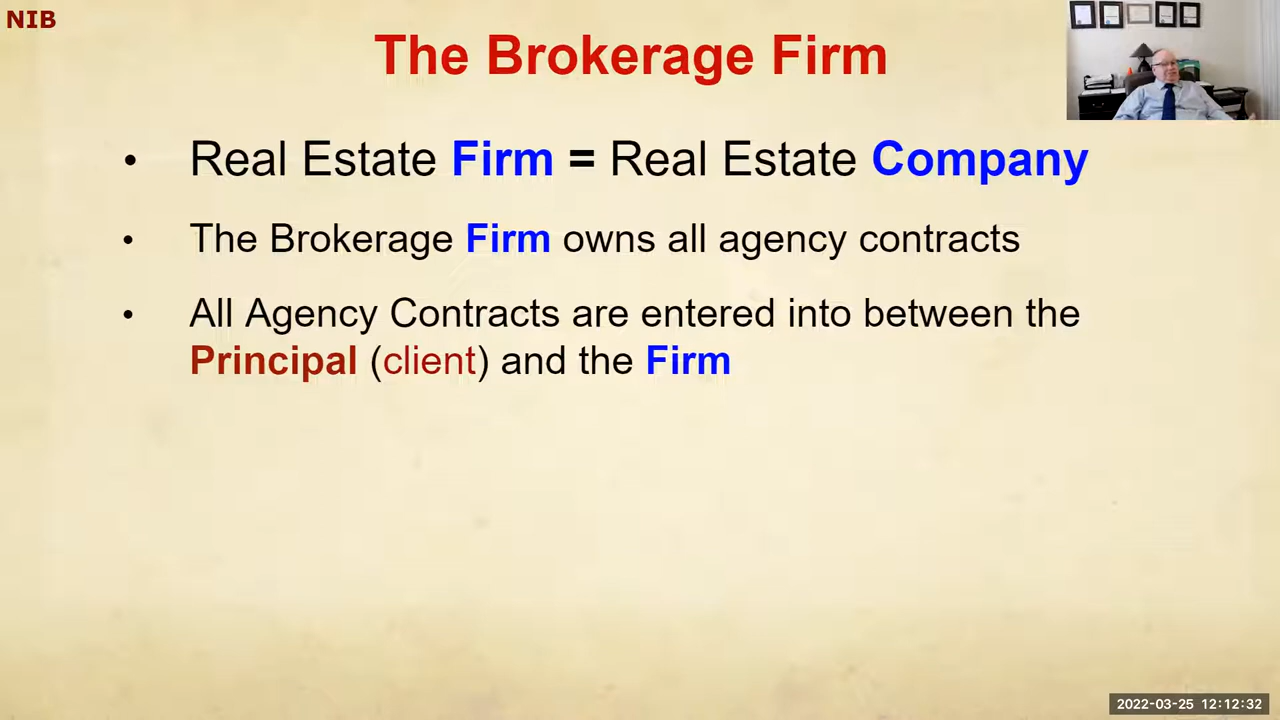 NIB
The Brokerage Firm
• Real Estate Firm = Real Estate Company
• The Brokerage Firm owns all agency contracts
• All Agency Contracts are entered into between the
Principal (client) and the Firm
2022-03-25 12:12:32